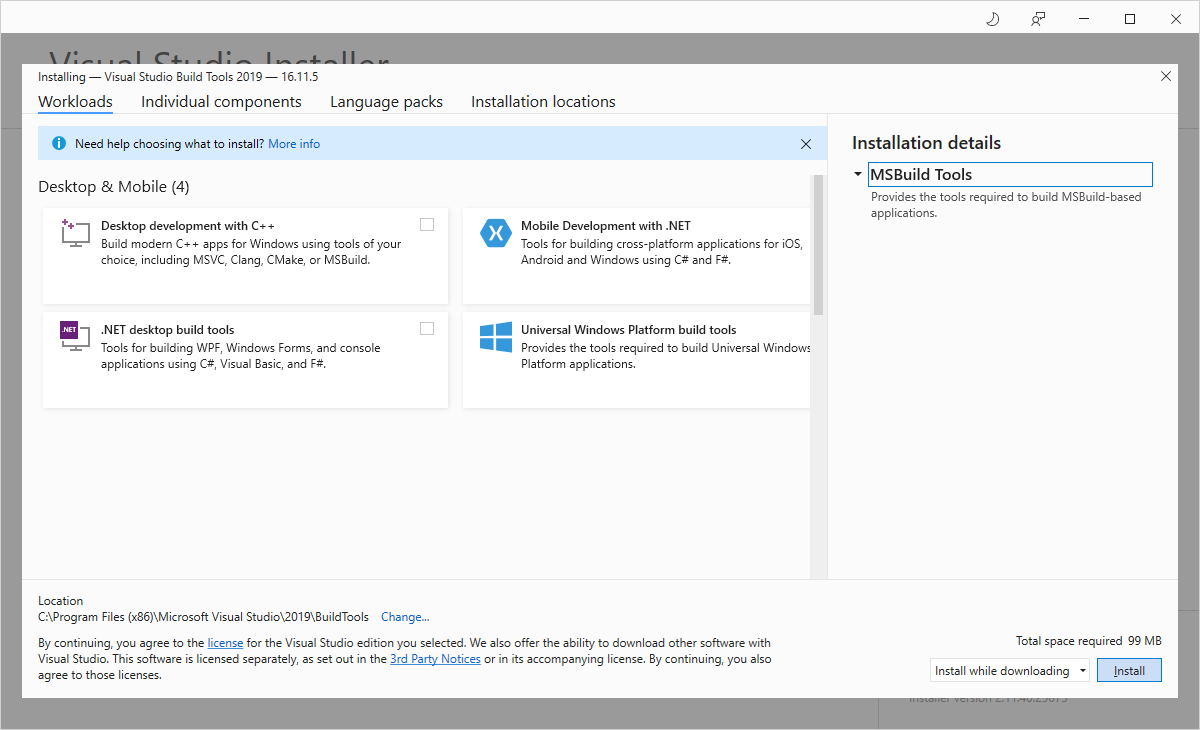 Visual Studio Installer
Installing — Visual Studio Build Tools 2019 — 16.11.5
Workloads Individual components Language packs Installation locations
Need help choosing what to install? More info
Desktop & Mobile (4)
Desktop development with C++
Build modern C++ apps for Windows using tools of your
choice, including MSVC, Clang, CMake, or MSBuild.
Mobile Development with .NET
Tools for building cross-platform applications for iOS,
Android and Windows using C# and F#.
.NET
.NET desktop build tools
Tools for building WPF, Windows Forms, and console
applications using C#, Visual Basic, and F#.
Universal Windows Platform build tools
Provides the tools required to build Universal Windows
Platform applications.
Installation details
MSBuild Tools
Provides the tools required to build MSBuild-based
applications.
Location
C:\Program Files (x86)\Microsoft Visual Studio\2019\BuildTools Change...
By continuing, you agree to the license for the Visual Studio edition you selected. We also offer the ability to download other software with
Visual Studio. This software is licensed separately, as set out in the 3rd Party Notices or in its accompanying license. By continuing, you also
agree to those licenses.
Total space required 99 MB
Install while downloading Install
Installer version